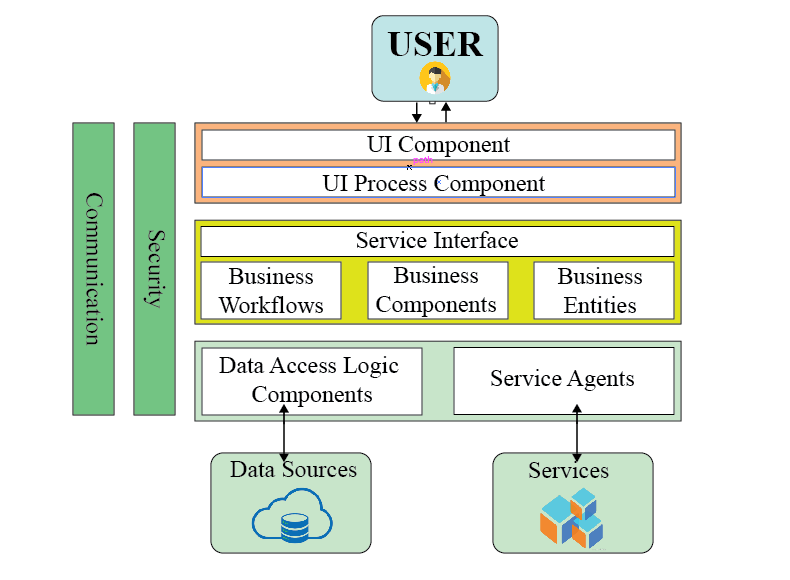 USER
UI Component
path
UI Process Component
Communication
Security
Service Interface
Business
Workflows
Business
Components
Business
Entities
Data Access Logic
Components
Service Agents
Data Sources
Services